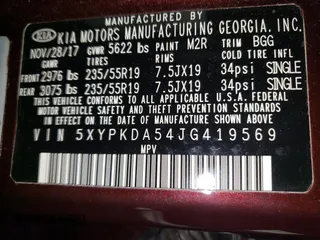 MANUFACTURED BY
KIA KIA MOTORS MANUFACTURING GEORGIA, INC.
NOV/28/17 GVWR 5622 lbs PAINT M2R TRIM BGG
TIRES RIMS COLD TIRE INFL
FRONT 2976 lbs 235/55R19 7.5JX19 34psi SINGLE
REAR 3075 lbs 235/55R19 7.5JX19 34psi SINGLE
THIS VEHICLE CONFORMS TO ALL APPLICABLE U.S. FEDERAL
MOTOR VEHICLE SAFETY AND THEFT PREVENTION STANDARDS
IN EFFECT ON THE DATE OF MANUFACTURE SHOWN ABOVE.
VIN 5XYPKDA54JG419569
MPV